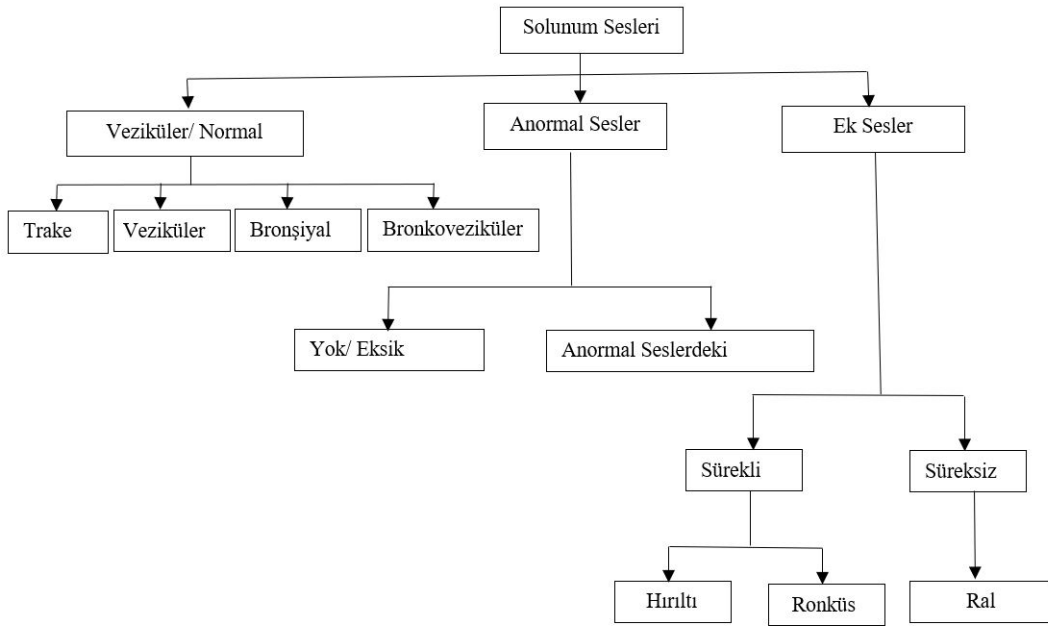 Solunum Sesleri
Veziküler/ Normal
Anormal Sesler
Ek Sesler
Trake
Veziküler
Bronşiyal
Bronkoveziküler
Yok/ Eksik
Anormal Seslerdeki
Sürekli
Süreksiz
Hırıltı
Ronküs
Ral